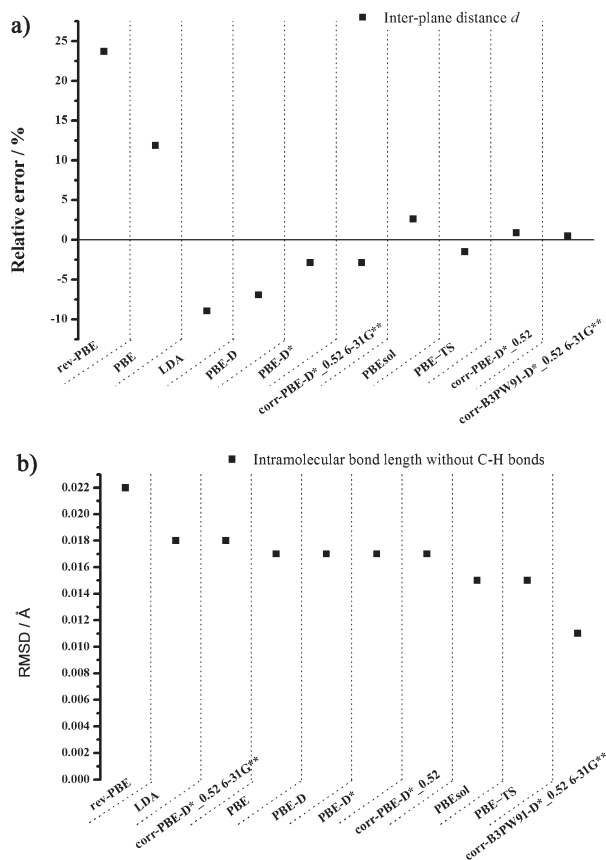 a)
Inter-plane distance d
Relative error / %
25
20
15
10
5
0
-5
-10
rev-PBE
PBE
LDA
PBE-D
PBE-D*
corr-PBE-D*_0.52 6-31G**
PBEsol
PBE−TS
corr-PBE-D*_0.52
corr-B3PW91-D*_0.52 6-31G**
b)
Intramolecular bond length without C-H bonds
RMSD / Å
0.022
0.020
0.018
0.016
0.014
0.012
0.010
0.008
0.006
0.004
0.002
0.000
rev-PBE
LDA
corr-PBE-D*_0.52 6-31G**
PBE
PBE-D
PBE-D*
corr-PBE-D*_0.52
PBEsol
PBE−TS
corr-B3PW91-D*_0.52 6-31G**